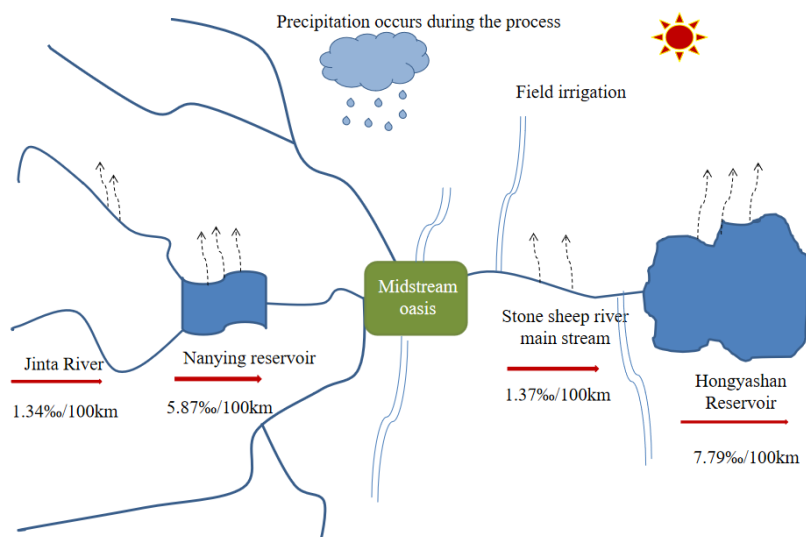 Precipitation occurs during the process
Field irrigation
Midstream
oasis
Jinta River
1.34‰/100km
Nanying reservoir
5.87‰/100km
Stone sheep river
main stream
1.37‰/100km
Hongyashan
Reservoir
7.79‰/100km